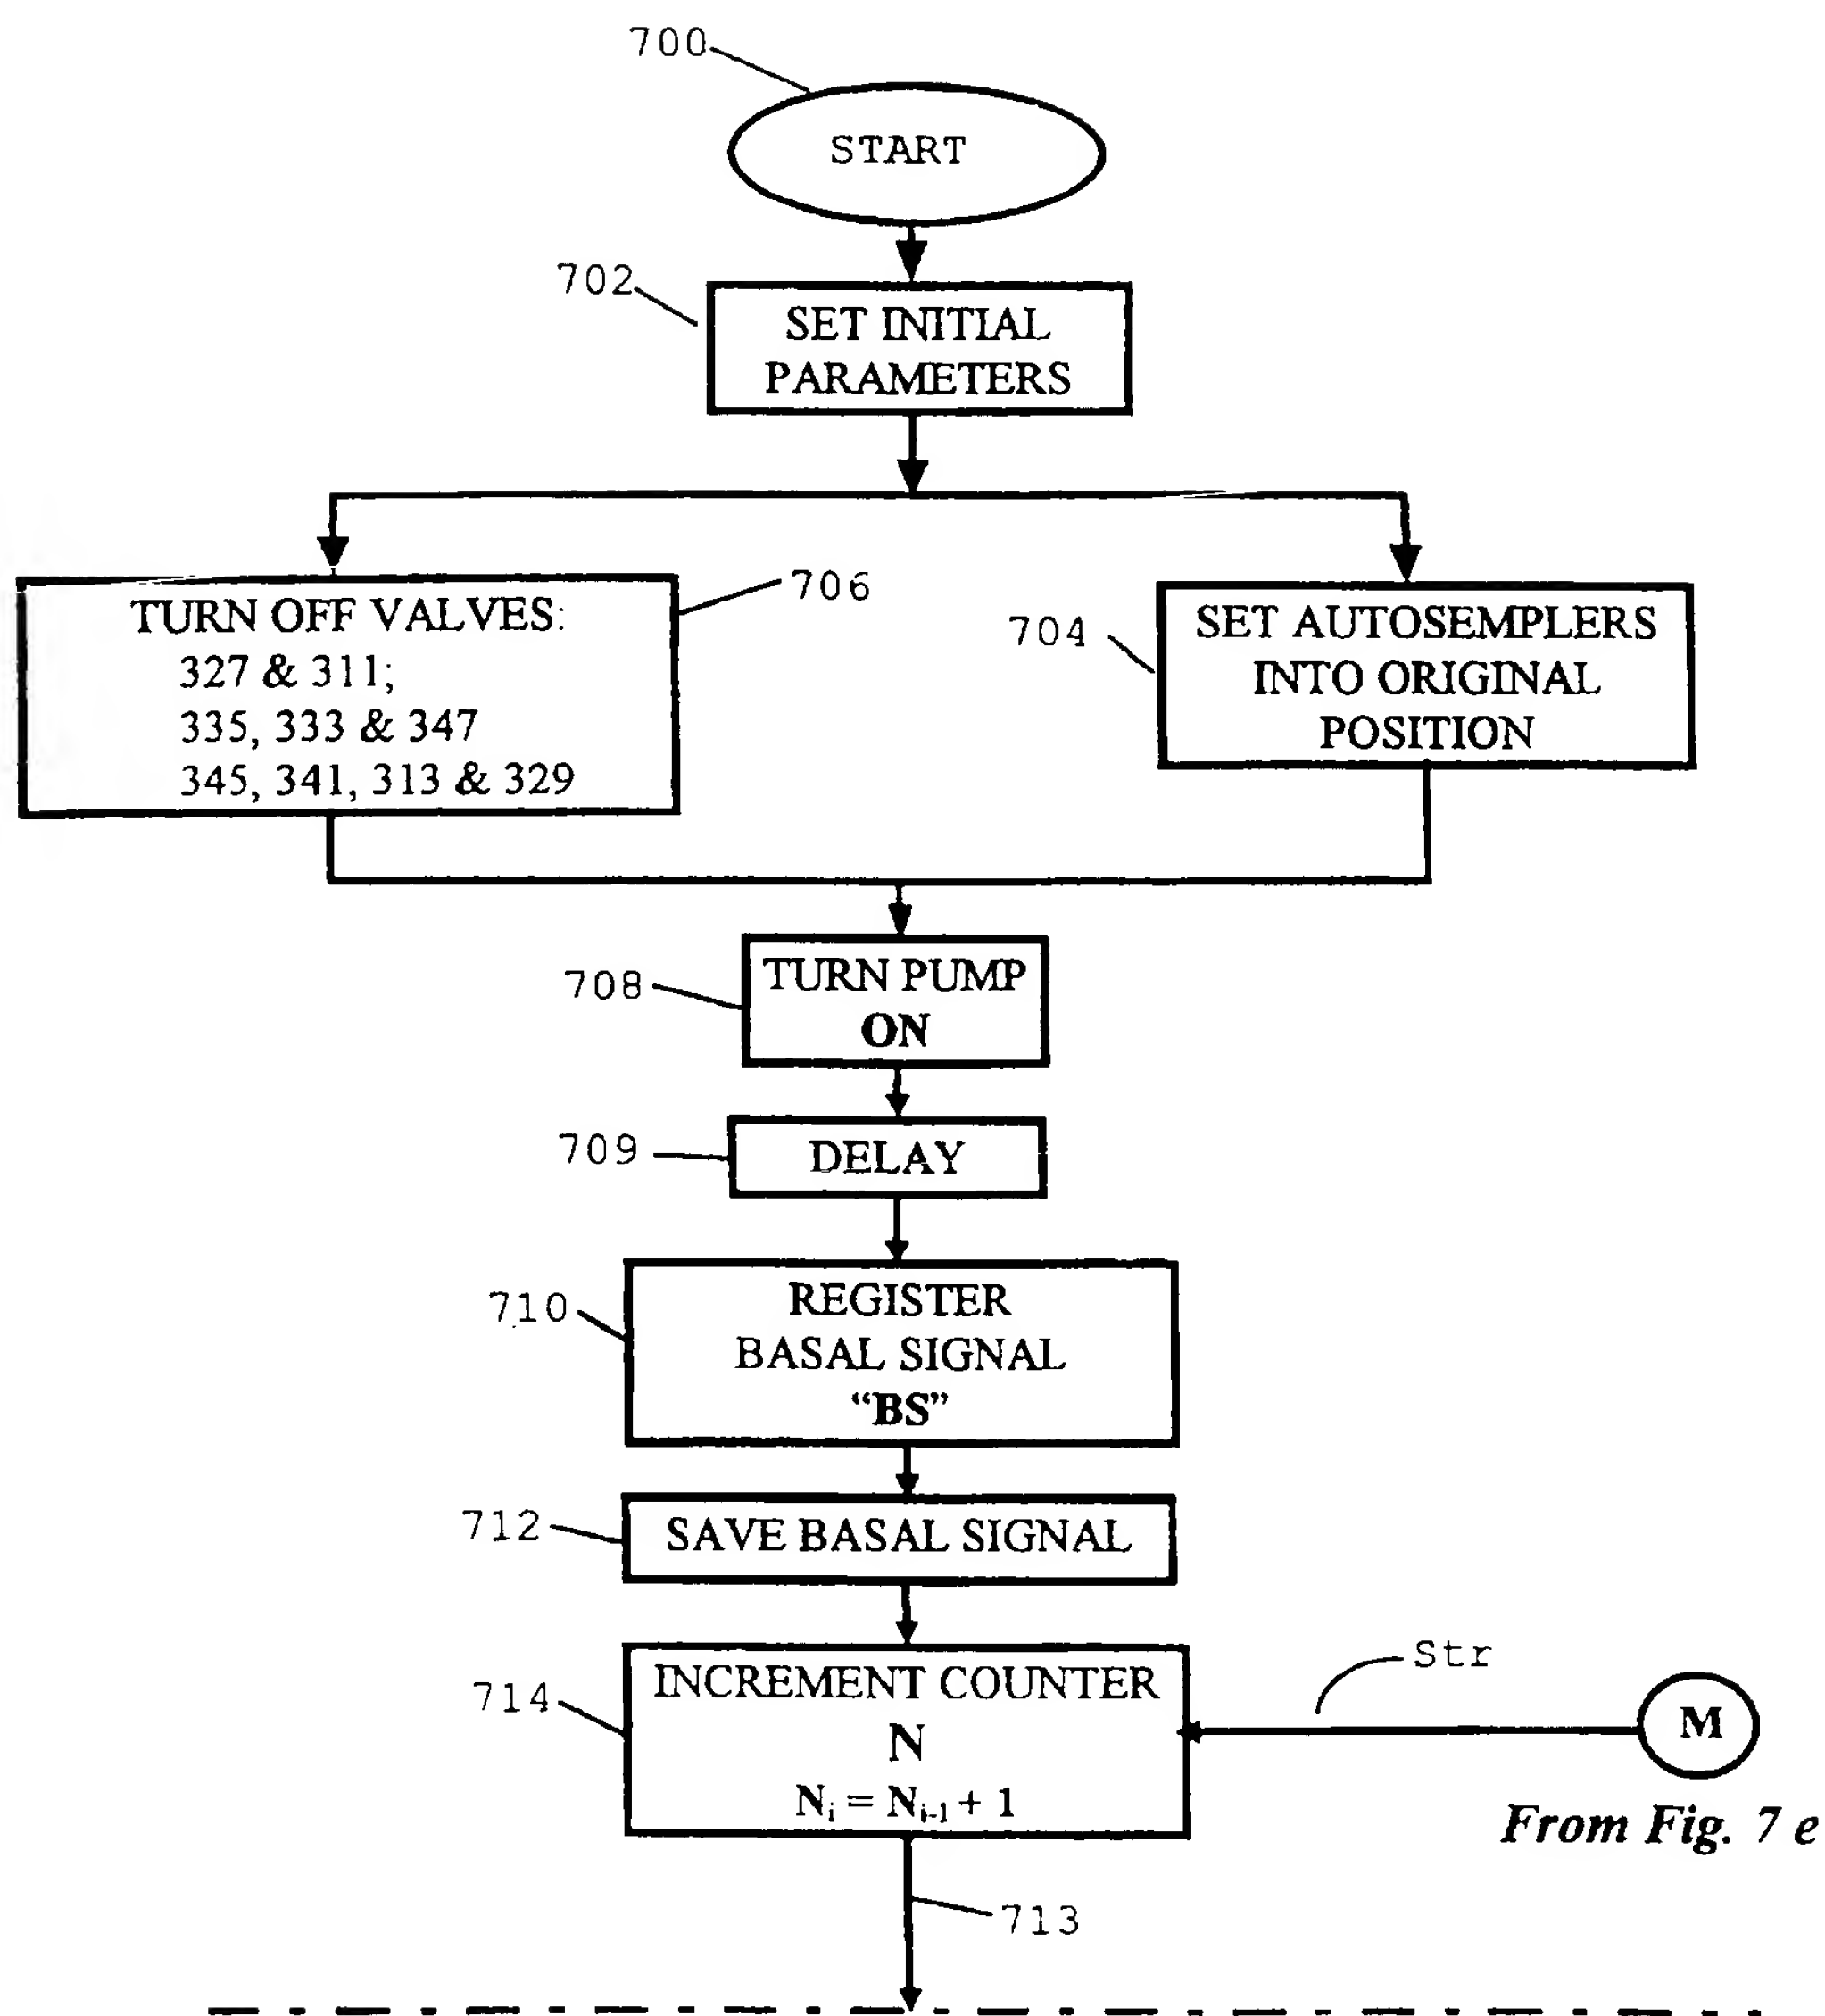 700
START
702
SET INITIAL
PARAMETERS
706
TURN OFF VALVES:
327 & 311;
335, 333 & 347
345, 341, 313 & 329
704
SET AUTOSEMPLERS
INTO ORIGINAL
POSITION
708
TURN PUMP
ON
709
DELAY
710
REGISTER
BASAL SIGNAL
“BS”
712
SAVE BASAL SIGNAL
714
INCREMENT COUNTER
N
Nᵢ = Nᵢ₋₁ + 1
Str
M
From Fig. 7 e
713